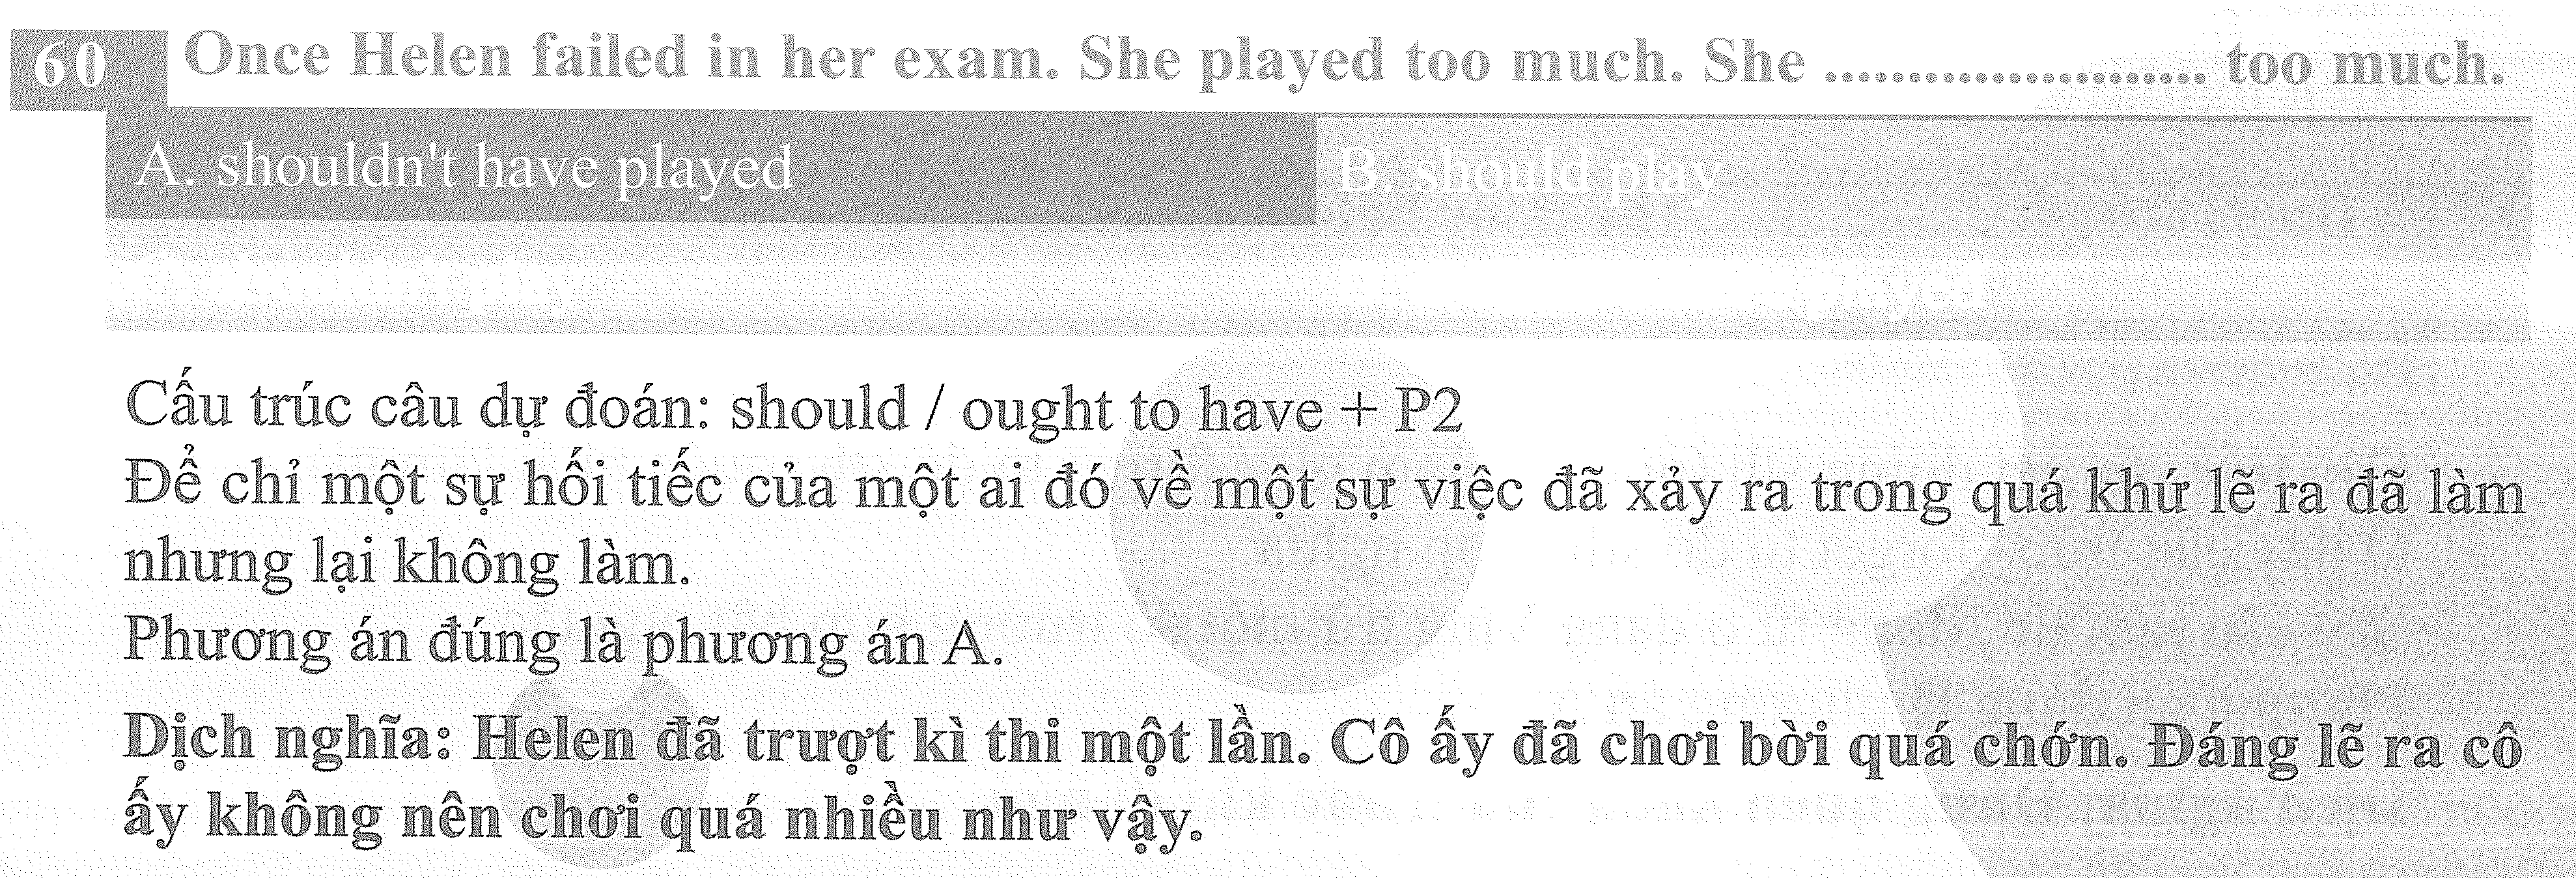 60 Once Helen failed in her exam. She played too much. She ...................... too much.
A. shouldn't have played B. should play
played
Cấu trúc câu dự đoán: should / ought to have + P2
Để chỉ một sự hối tiếc của một ai đó về một sự việc đã xảy ra trong quá khứ lẽ ra đã làm
nhưng lại không làm.
Phương án đúng là phương án A.
Dịch nghĩa: Helen đã trượt kì thi một lần. Cô ấy đã chơi bời quá chớn. Đáng lẽ ra cô
ấy không nên chơi quá nhiều như vậy.